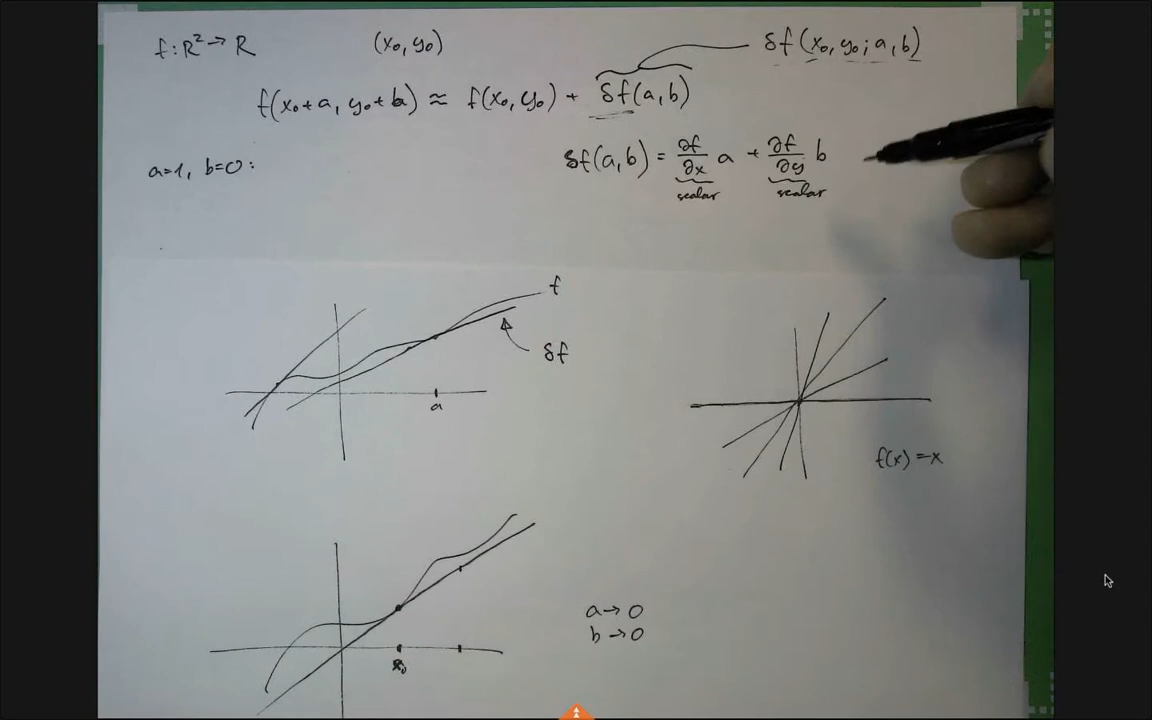 f: R² → R (x₀, y₀) δf(x₀, y₀; a, b)
f(x₀+a, y₀+b) ≈ f(x₀, y₀) + δf(a, b)
a=1, b=0: δf(a, b) = ∂f/∂x a + ∂f/∂y b
scalar scalar
f
δf
a
f(x) = x
a → 0
b → 0
x₀